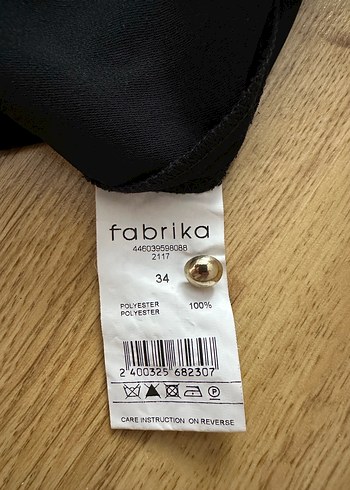 fabrika
446039598088
2117
34
POLYESTER 100%
POLYESTER
2 400325 682307
P
CARE INSTRUCTION ON REVERSE